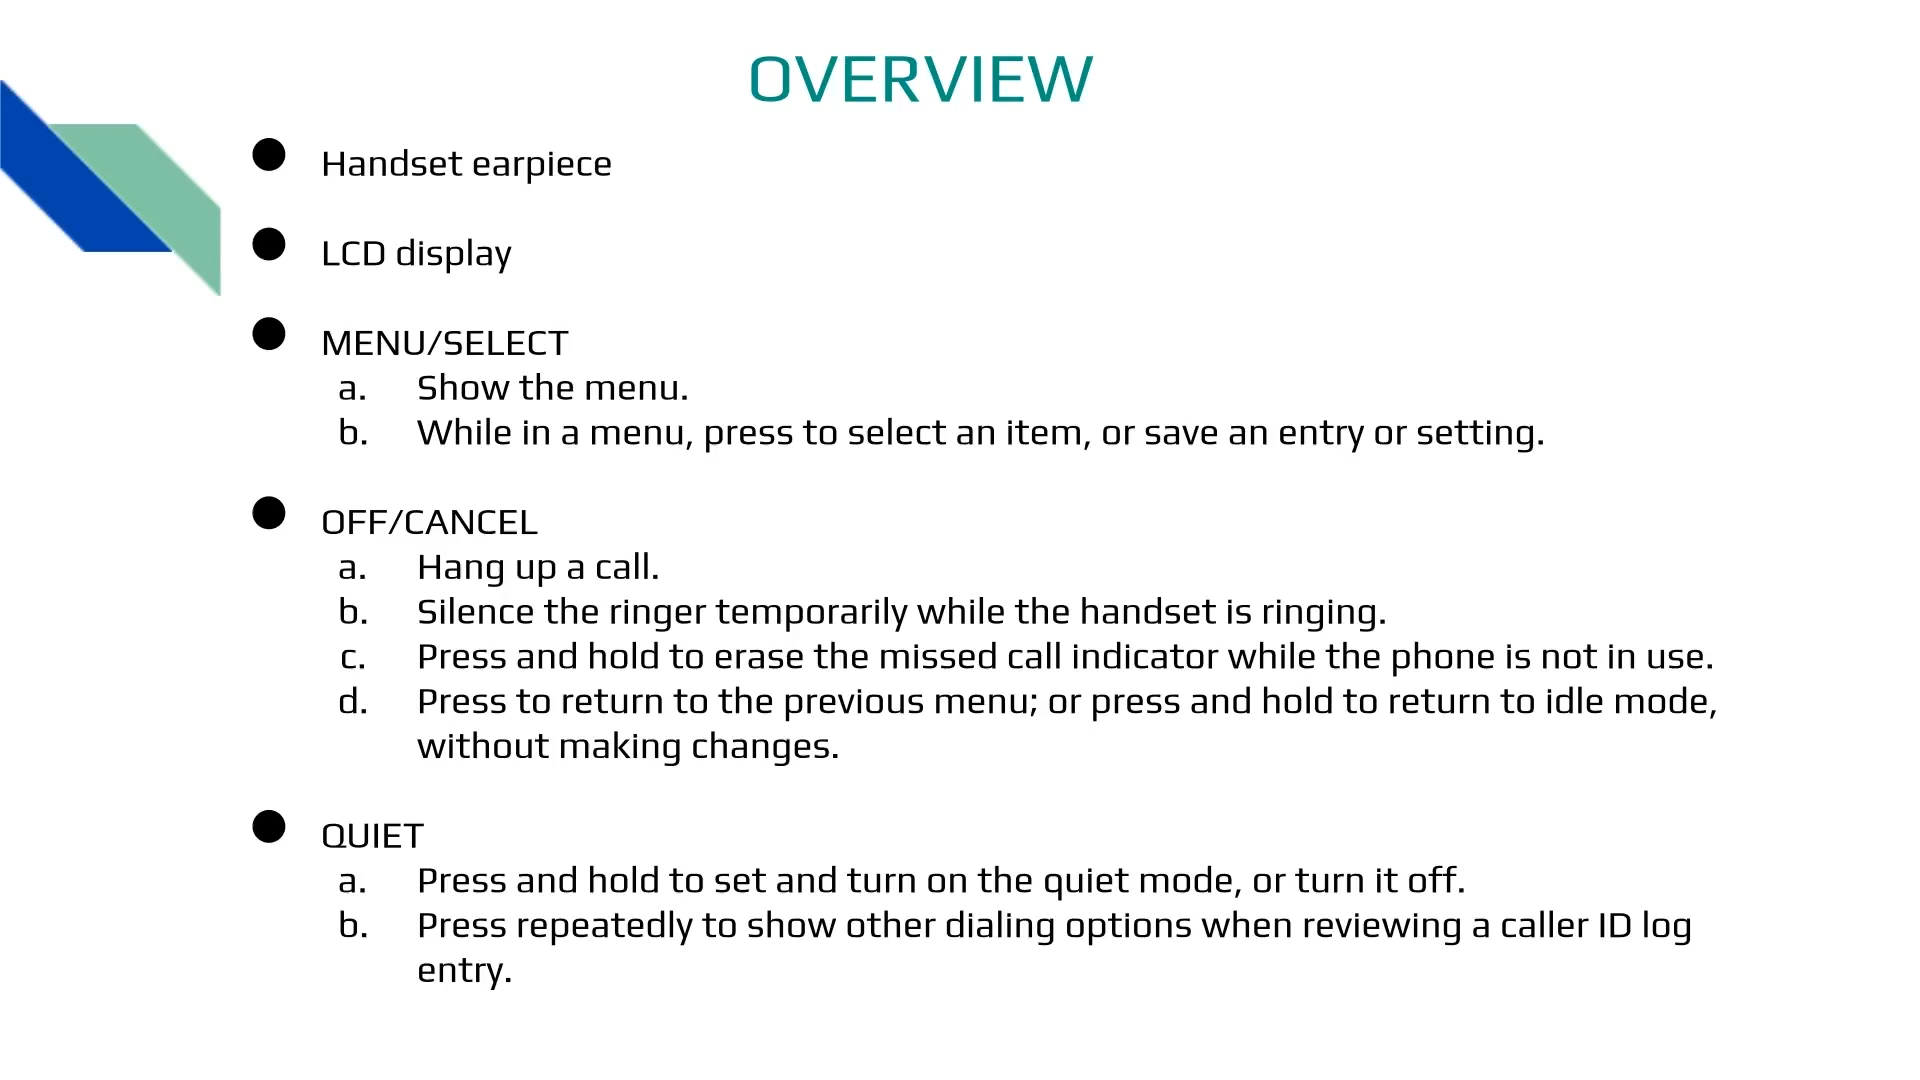 OVERVIEW
● Handset earpiece
● LCD display
● MENU/SELECT
a. Show the menu.
b. While in a menu, press to select an item, or save an entry or setting.
● OFF/CANCEL
a. Hang up a call.
b. Silence the ringer temporarily while the handset is ringing.
c. Press and hold to erase the missed call indicator while the phone is not in use.
d. Press to return to the previous menu; or press and hold to return to idle mode,
without making changes.
● QUIET
a. Press and hold to set and turn on the quiet mode, or turn it off.
b. Press repeatedly to show other dialing options when reviewing a caller ID log
entry.